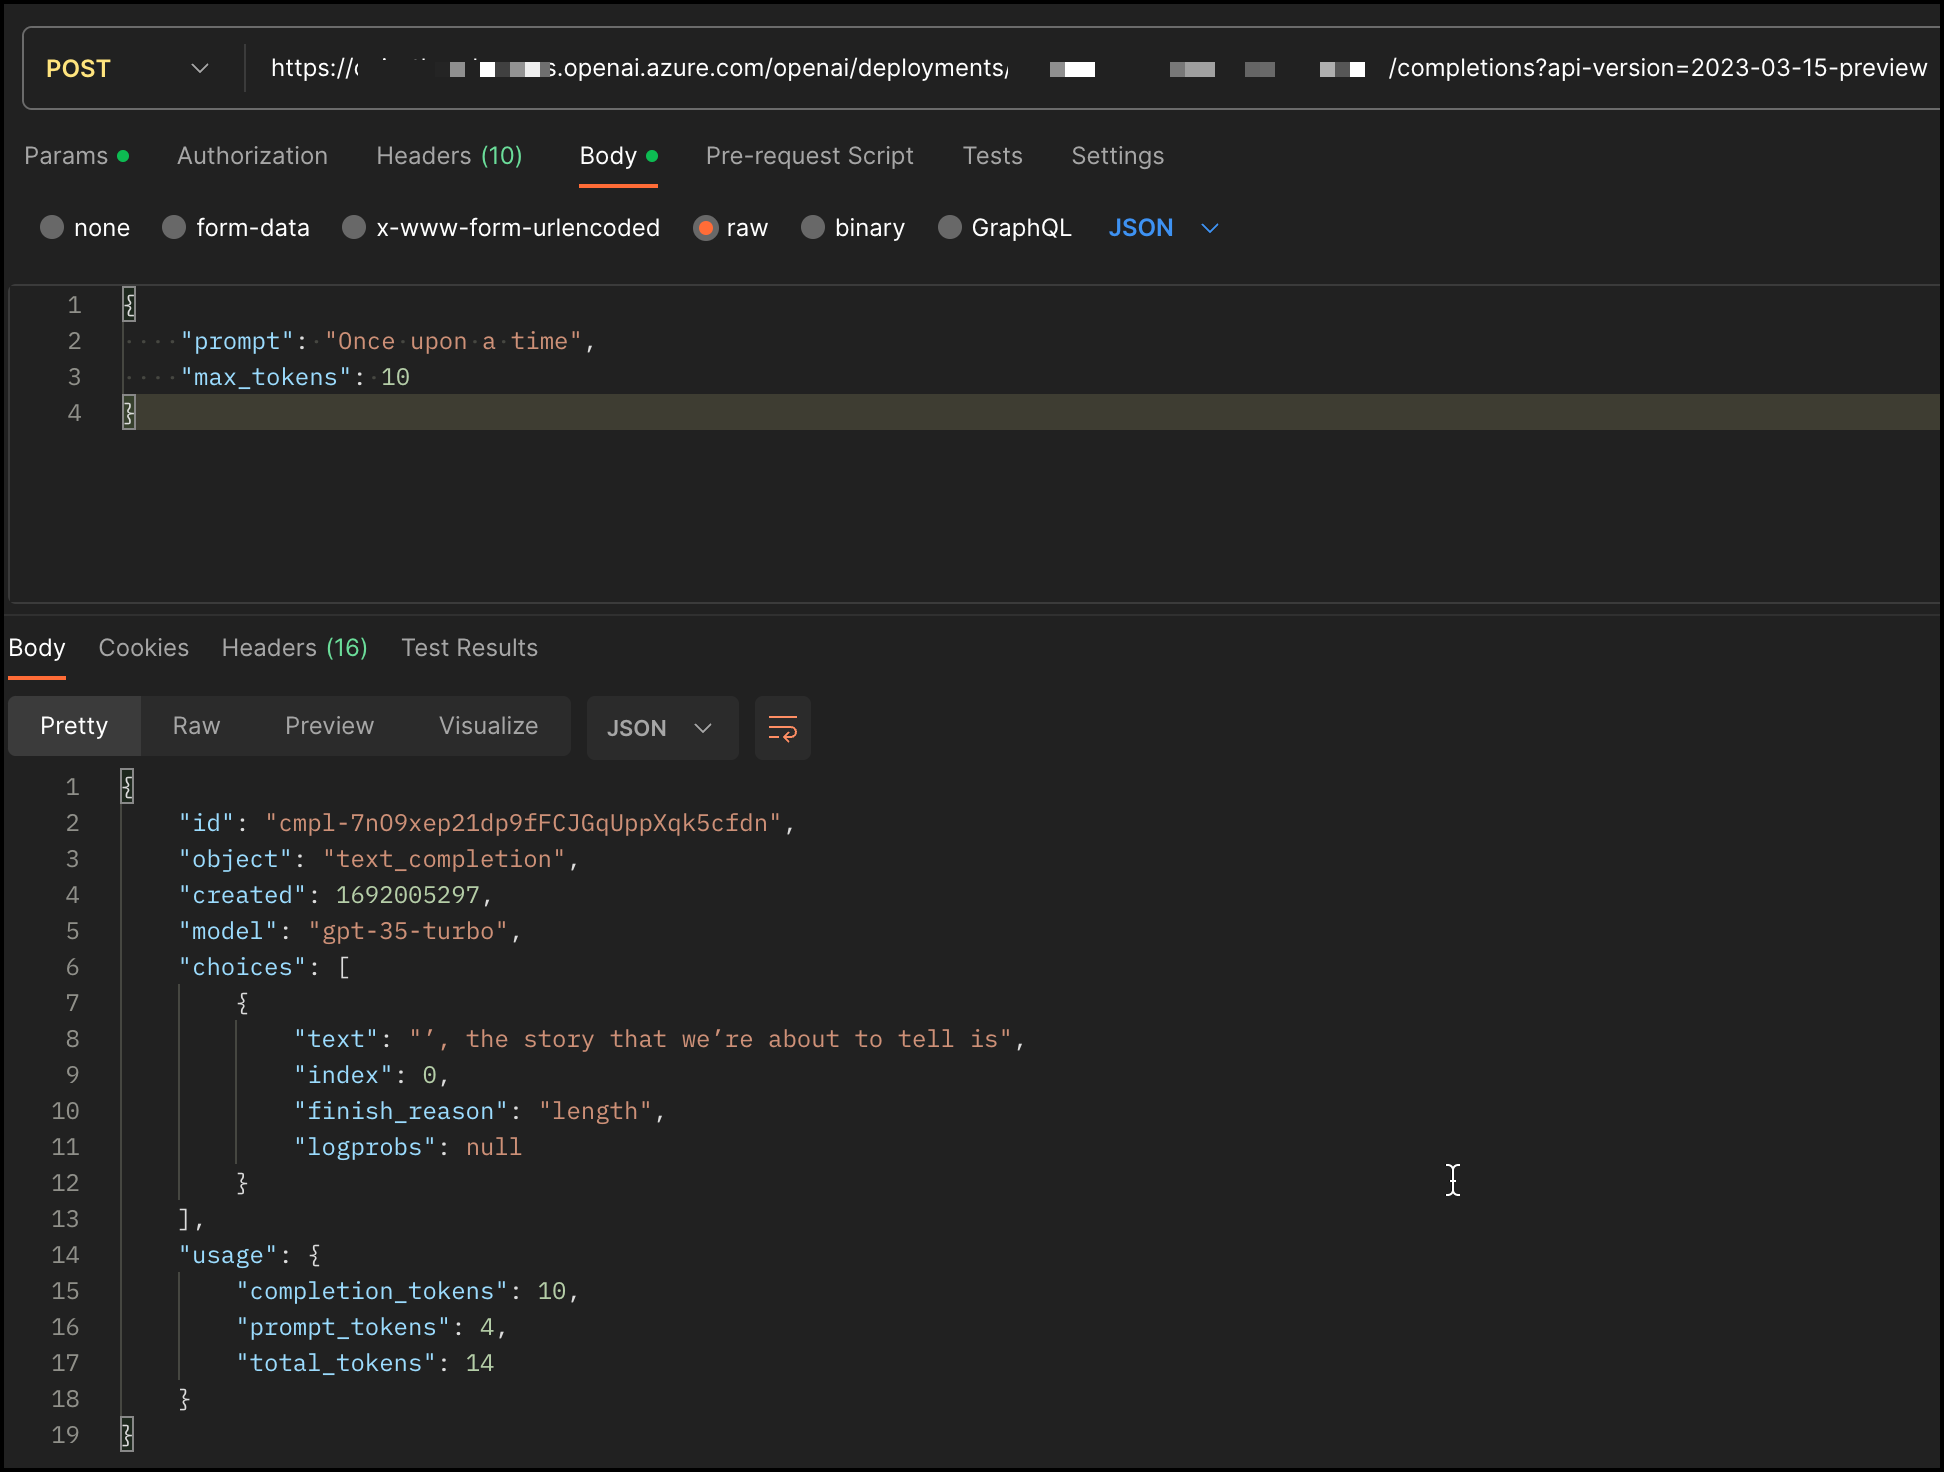 POST https:// s.openai.azure.com/openai/deployments/ /completions?api-version=2023-03-15-preview
Params Authorization Headers (10) Body Pre-request Script Tests Settings
none form-data x-www-form-urlencoded raw binary GraphQL JSON
1 {
2 "prompt": "Once upon a time",
3 "max_tokens": 10
4 }
Body Cookies Headers (16) Test Results
Pretty Raw Preview Visualize JSON
1 {
2 "id": "cmpl-7nO9xep21dp9fFCJGqUppXqk5cfdn",
3 "object": "text_completion",
4 "created": 1692005297,
5 "model": "gpt-35-turbo",
6 "choices": [
7 {
8 "text": "’, the story that we’re about to tell is",
9 "index": 0,
10 "finish_reason": "length",
11 "logprobs": null
12 }
13 ],
14 "usage": {
15 "completion_tokens": 10,
16 "prompt_tokens": 4,
17 "total_tokens": 14
18 }
19 }